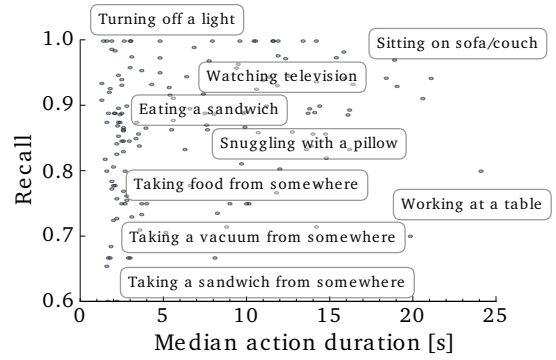 Turning off a light
Sitting on sofa/couch
1.0
Watching television
0.9
Eating a sandwich
Snuggling with a pillow
Recall
0.8
Taking food from somewhere
Working at a table
0.7
Taking a vacuum from somewhere
Taking a sandwich from somewhere
0.6
0 5 10 15 20 25
Median action duration [s]